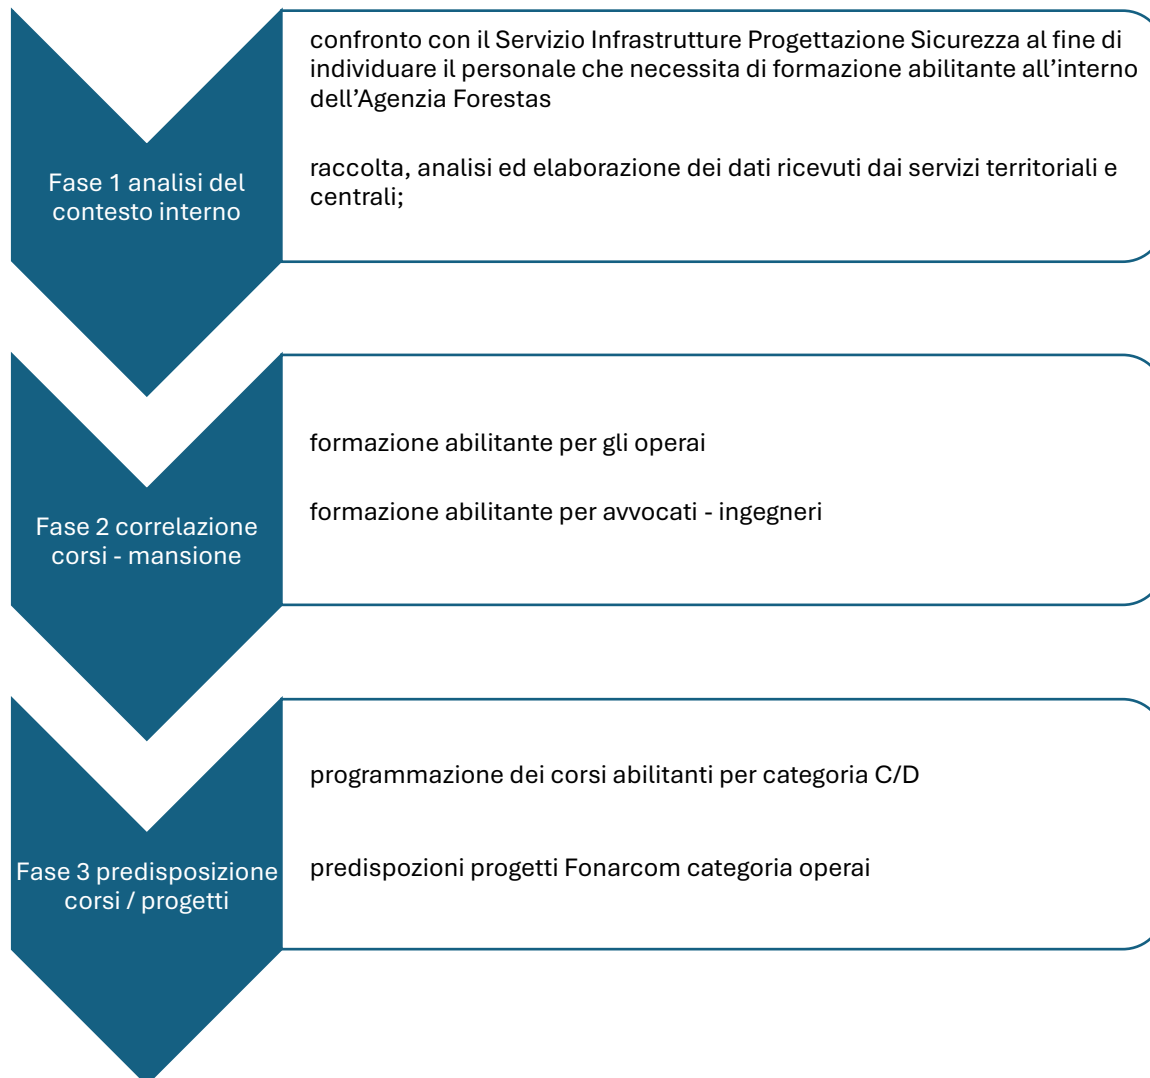 confronto con il Servizio Infrastrutture Progettazione Sicurezza al fine di
individuare il personale che necessita di formazione abilitante all’interno
dell’Agenzia Forestas
raccolta, analisi ed elaborazione dei dati ricevuti dai servizi territoriali e
centrali;
Fase 1 analisi del
contesto interno
formazione abilitante per gli operai
formazione abilitante per avvocati - ingegneri
Fase 2 correlazione
corsi - mansione
programmazione dei corsi abilitanti per categoria C/D
predispozioni progetti Fonarcom categoria operai
Fase 3 predisposizione
corsi / progetti